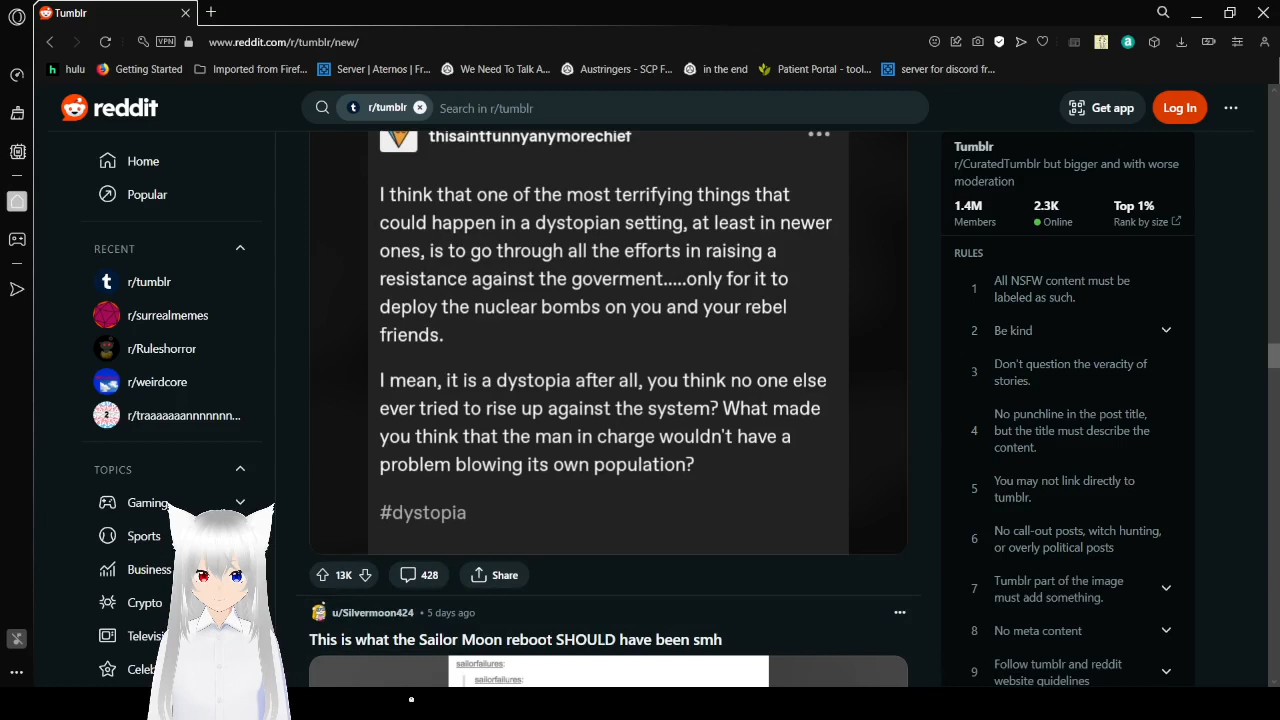 Tumblr
VPN
www.reddit.com/r/tumblr/new/
hulu
Getting Started
Imported from Firef...
Server | Aternos | Fr...
We Need To Talk A...
Austringers - SCP F...
in the end
Patient Portal - tool...
server for discord fr...
reddit
r/tumblr
Search in r/tumblr
Get app
Log In
Home
Popular
RECENT
r/tumblr
r/surrealmemes
r/Ruleshorror
r/weirdcore
r/traaaaaaannnnnnn...
TOPICS
Gaming
Sports
Business
Crypto
Televisi
Celeb
thisaintfunnyanymorechief
I think that one of the most terrifying things that
could happen in a dystopian setting, at least in newer
ones, is to go through all the efforts in raising a
resistance against the goverment.....only for it to
deploy the nuclear bombs on you and your rebel
friends.
I mean, it is a dystopia after all, you think no one else
ever tried to rise up against the system? What made
you think that the man in charge wouldn't have a
problem blowing its own population?
#dystopia
13K
428
Share
u/Silvermoon424 • 5 days ago
This is what the Sailor Moon reboot SHOULD have been smh
sailorfailures:
sailorfailures:
Tumblr
r/CuratedTumblr but bigger and with worse
moderation
1.4M
2.3K
Top 1%
Members
Online
Rank by size
RULES
1 All NSFW content must be
labeled as such.
2 Be kind
3 Don't question the veracity of
stories.
4 No punchline in the post title,
but the title must describe the
content.
5 You may not link directly to
tumblr.
6 No call-out posts, witch hunting,
or overly political posts
7 Tumblr part of the image
must add something.
8 No meta content
9 Follow tumblr and reddit
website guidelines